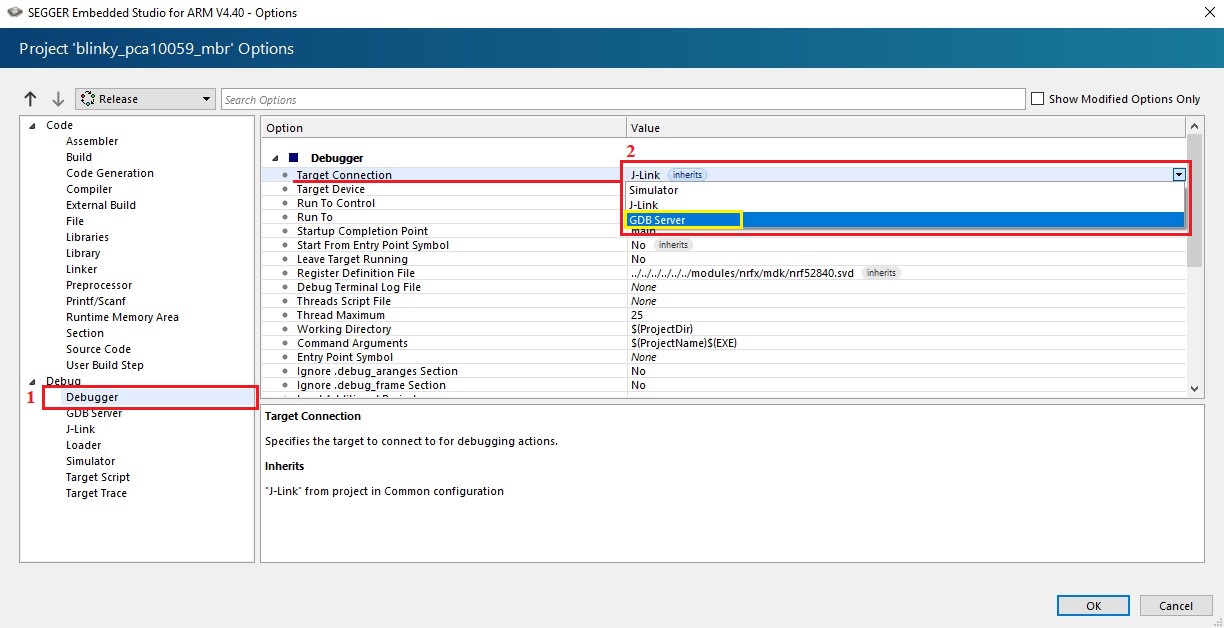 SEGGER Embedded Studio for ARM V4.40 - Options
Project 'blinky_pca10059_mbr' Options
Release
Search Options
Show Modified Options Only
Code
Assembler
Build
Code Generation
Compiler
External Build
File
Libraries
Library
Linker
Preprocessor
Printf/Scanf
Runtime Memory Area
Section
Source Code
User Build Step
Debug
1
Debugger
GDB Server
J-Link
Loader
Simulator
Target Script
Target Trace
Option Value
Debugger
2
Target Connection J-Link inherits
Simulator
J-Link
GDB Server
Target Device
Run To Control
Run To
Startup Completion Point main
Start From Entry Point Symbol No inherits
Leave Target Running No
Register Definition File ../../../../../../modules/nrfx/mdk/nrf52840.svd inherits
Debug Terminal Log File None
Threads Script File None
Thread Maximum 25
Working Directory $(ProjectDir)
Command Arguments $(ProjectName)$(EXE)
Entry Point Symbol None
Ignore .debug_aranges Section No
Ignore .debug_frame Section No
Target Connection
Specifies the target to connect to for debugging actions.
Inherits
"J-Link" from project in Common configuration
OK
Cancel